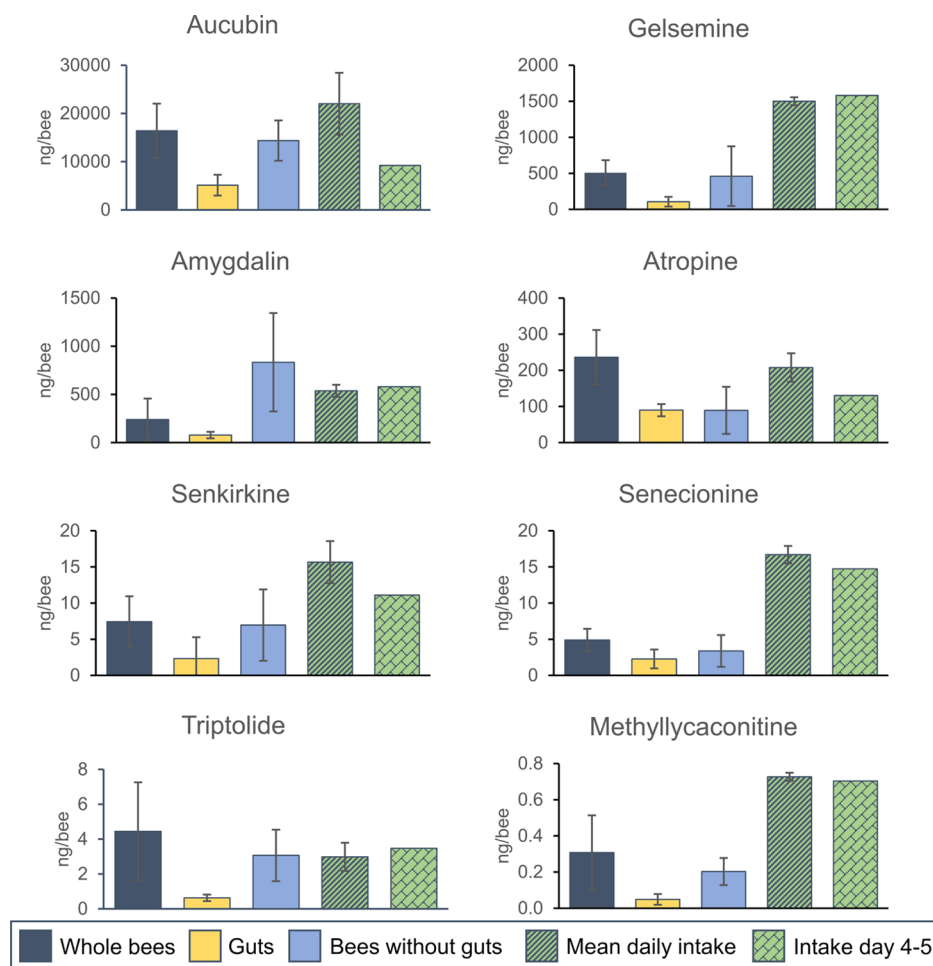 Aucubin
30000
20000
10000
0
ng/bee
Gelsemine
2000
1500
1000
500
0
ng/bee
Amygdalin
1500
1000
500
0
ng/bee
Atropine
400
300
200
100
0
ng/bee
Senkirkine
20
15
10
5
0
ng/bee
Senecionine
20
15
10
5
0
ng/bee
Triptolide
8
6
4
2
0
ng/bee
Methyllycaconitine
0.8
0.6
0.4
0.2
0.0
ng/bee
Whole bees Guts Bees without guts Mean daily intake Intake day 4-5